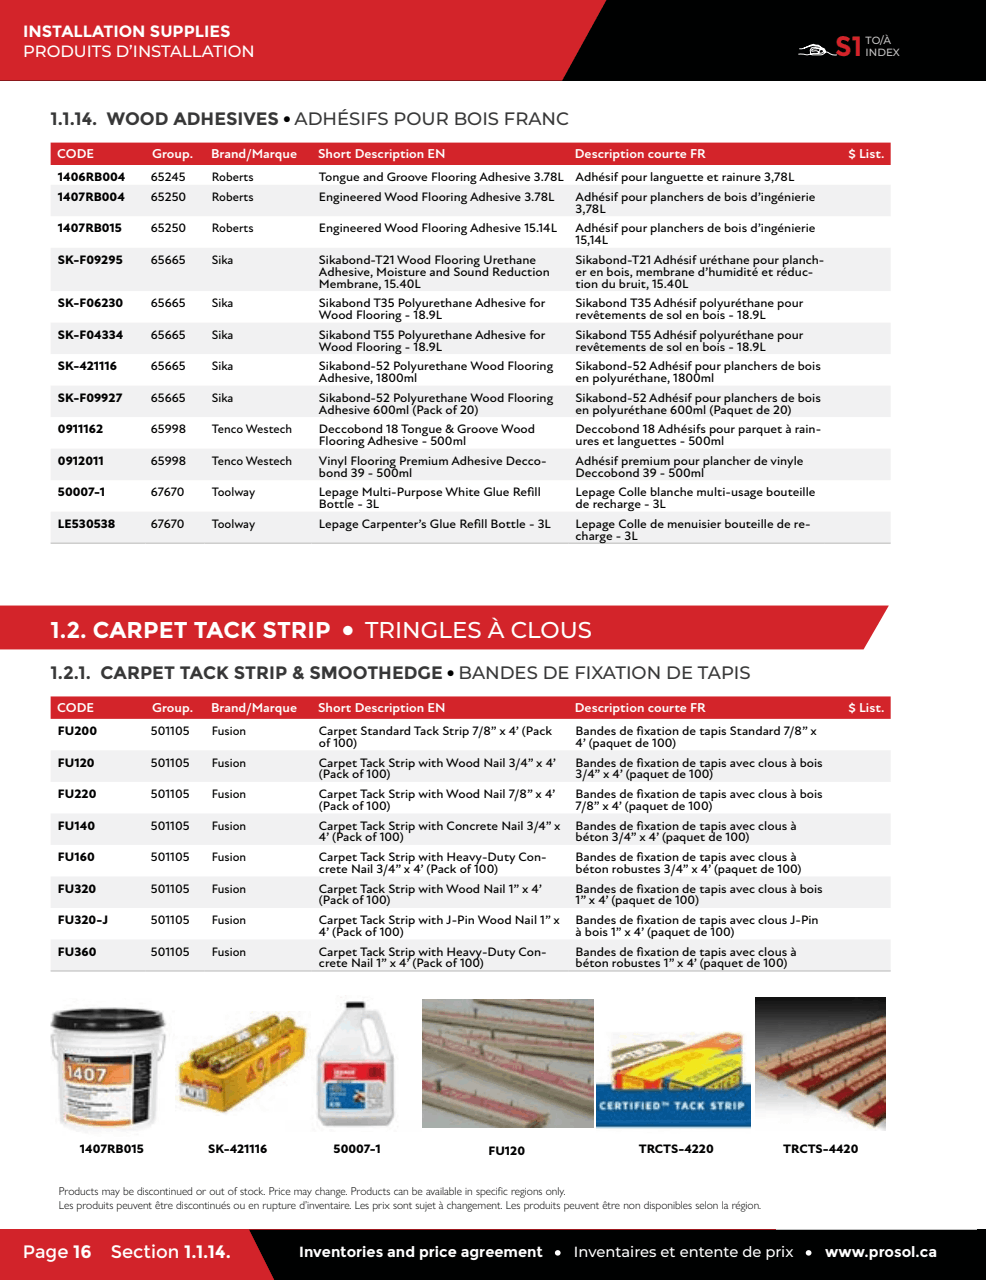 INSTALLATION SUPPLIES
PRODUITS D'INSTALLATION
S1 TO/À
INDEX
1.1.14. WOOD ADHESIVES • ADHÉSIFS POUR BOIS FRANC
CODE Group. Brand/Marque Short Description EN Description courte FR $ List.
1406RB004 65245 Roberts Tongue and Groove Flooring Adhesive 3.78L Adhésif pour languette et rainure 3,78L
1407RB004 65250 Roberts Engineered Wood Flooring Adhesive 3.78L Adhésif pour planchers de bois d'ingénierie
3,78L
1407RB015 65250 Roberts Engineered Wood Flooring Adhesive 15.14L Adhésif pour planchers de bois d'ingénierie
15,14L
SK-F09295 65665 Sika Sikabond-T21 Wood Flooring Urethane Sikabond-T21 Adhésif uréthane pour planch-
Adhesive, Moisture and Sound Reduction er en bois, membrane d'humidité et réduc-
Membrane, 15.40L tion du bruit, 15.40L
SK-F06230 65665 Sika Sikabond T35 Polyurethane Adhesive for Sikabond T35 Adhésif polyuréthane pour
Wood Flooring - 18.9L revêtements de sol en bois - 18.9L
SK-F04334 65665 Sika Sikabond T55 Polyurethane Adhesive for Sikabond T55 Adhésif polyuréthane pour
Wood Flooring - 18.9L revêtements de sol en bois - 18.9L
SK-421116 65665 Sika Sikabond-52 Polyurethane Wood Flooring Sikabond-52 Adhésif pour planchers de bois
Adhesive, 1800ml en polyuréthane, 1800ml
SK-F09927 65665 Sika Sikabond-52 Polyurethane Wood Flooring Sikabond-52 Adhésif pour planchers de bois
Adhesive 600ml (Pack of 20) en polyuréthane 600ml (Paquet de 20)
0911162 65998 Tenco Westech Deccobond 18 Tongue & Groove Wood Deccobond 18 Adhésifs pour parquet à rain-
Flooring Adhesive - 500ml ures et languettes - 500ml
0912011 65998 Tenco Westech Vinyl Flooring Premium Adhesive Decco- Adhésif premium pour plancher de vinyle
bond 39 - 500ml Deccobond 39 - 500ml
50007-1 67670 Toolway Lepage Multi-Purpose White Glue Refill Lepage Colle blanche multi-usage bouteille
Bottle - 3L de recharge - 3L
LE530538 67670 Toolway Lepage Carpenter's Glue Refill Bottle - 3L Lepage Colle de menuisier bouteille de re-
charge - 3L
1.2. CARPET TACK STRIP • TRINGLES À CLOUS
1.2.1. CARPET TACK STRIP & SMOOTHEDGE • BANDES DE FIXATION DE TAPIS
CODE Group. Brand/Marque Short Description EN Description courte FR $ List.
FU200 501105 Fusion Carpet Standard Tack Strip 7/8” x 4’ (Pack Bandes de fixation de tapis Standard 7/8” x
of 100) 4’ (paquet de 100)
FU120 501105 Fusion Carpet Tack Strip with Wood Nail 3/4” x 4’ Bandes de fixation de tapis avec clous à bois
(Pack of 100) 3/4” x 4’ (paquet de 100)
FU220 501105 Fusion Carpet Tack Strip with Wood Nail 7/8” x 4’ Bandes de fixation de tapis avec clous à bois
(Pack of 100) 7/8” x 4’ (paquet de 100)
FU140 501105 Fusion Carpet Tack Strip with Concrete Nail 3/4” x Bandes de fixation de tapis avec clous à
4’ (Pack of 100) béton 3/4” x 4’ (paquet de 100)
FU160 501105 Fusion Carpet Tack Strip with Heavy-Duty Con- Bandes de fixation de tapis avec clous à
crete Nail 3/4” x 4’ (Pack of 100) béton robustes 3/4” x 4’ (paquet de 100)
FU320 501105 Fusion Carpet Tack Strip with Wood Nail 1” x 4’ Bandes de fixation de tapis avec clous à bois
(Pack of 100) 1” x 4’ (paquet de 100)
FU320-J 501105 Fusion Carpet Tack Strip with J-Pin Wood Nail 1” x Bandes de fixation de tapis avec clous J-Pin
4’ (Pack of 100) à bois 1” x 4’ (paquet de 100)
FU360 501105 Fusion Carpet Tack Strip with Heavy-Duty Con- Bandes de fixation de tapis avec clous à
crete Nail 1” x 4’ (Pack of 100) béton robustes 1” x 4’ (paquet de 100)
1407
CERTIFIED™ TACK STRIP
1407RB015 SK-421116 50007-1 FU120 TRCTS-4220 TRCTS-4420
Products may be discontinued or out of stock. Price may change. Products can be available in specific regions only.
Les produits peuvent être discontinués ou en rupture d'inventaire. Les prix sont sujet à changement. Les produits peuvent être non disponibles selon la région.
Page 16 Section 1.1.14. Inventories and price agreement • Inventaires et entente de prix • www.prosol.ca